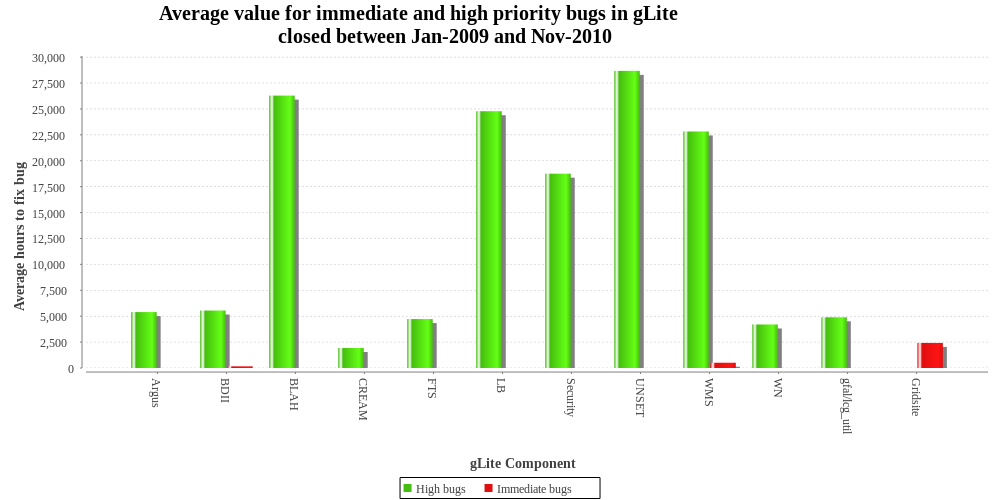 Average value for immediate and high priority bugs in gLite
closed between Jan-2009 and Nov-2010
Average hours to fix bug
30,000
27,500
25,000
22,500
20,000
17,500
15,000
12,500
10,000
7,500
5,000
2,500
0
Argus
BDII
BLAH
CREAM
FTS
LB
Security
UNSET
WMS
WN
gfal/lcg_util
Gridsite
gLite Component
High bugs
Immediate bugs